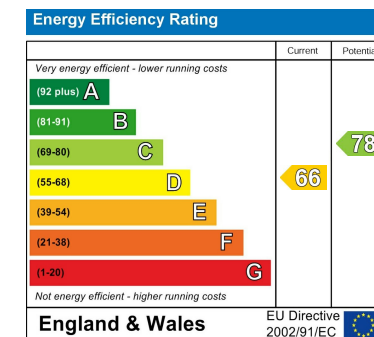 Energy Efficiency Rating
Current Potentia
Very energy efficient - lower running costs
(92 plus) A
(81-91) B
(69-80) C
78
(55-68) D
66
(39-54) E
(21-38) F
(1-20) G
Not energy efficient - higher running costs
England & Wales
EU Directive
2002/91/EC